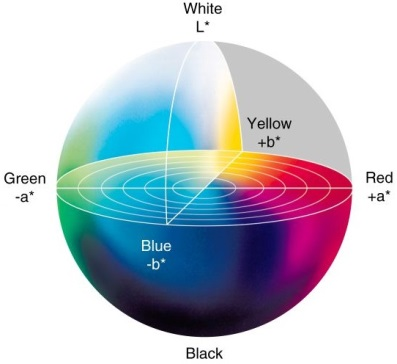 White
L*
Yellow
+b*
Green
-a*
Red
+a*
Blue
-b*
Black